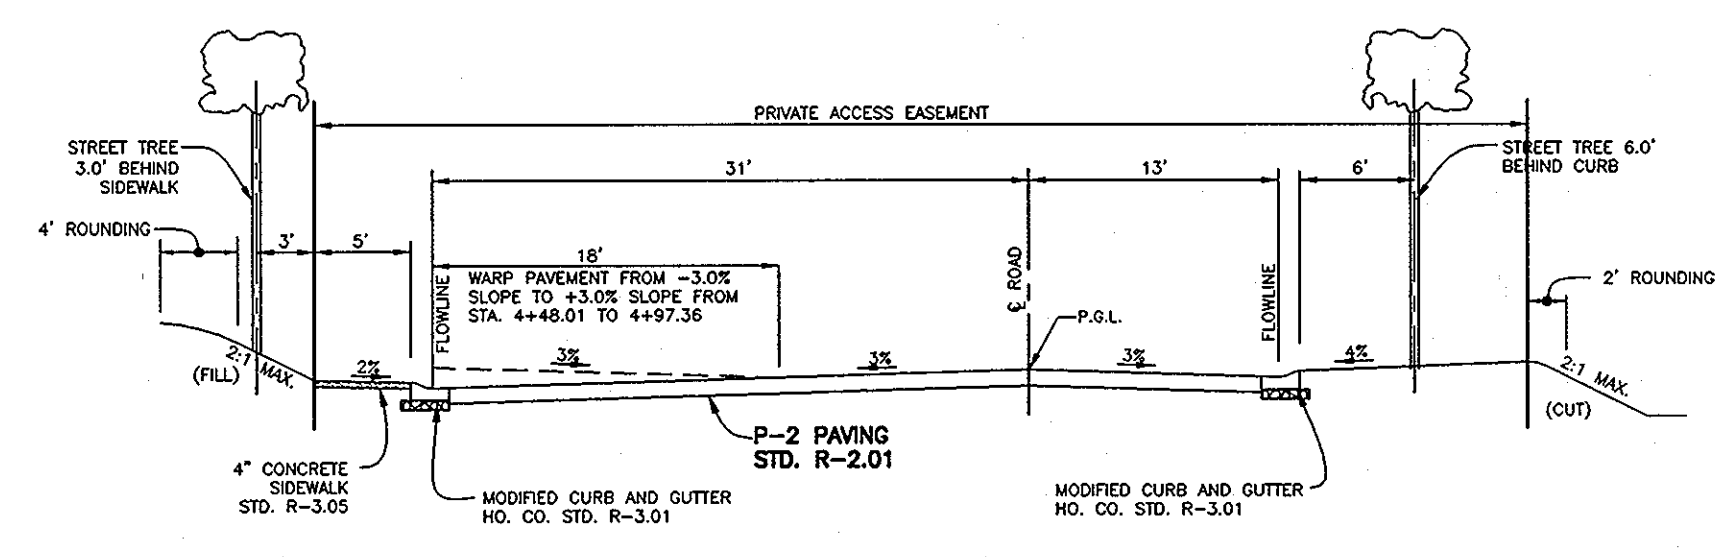 PRIVATE ACCESS EASEMENT
STREET TREE
3.0' BEHIND
SIDEWALK
STREET TREE 6.0'
BEHIND CURB
31'
13'
6'
4' ROUNDING
3'
5'
18'
WARP PAVEMENT FROM -3.0%
SLOPE TO +3.0% SLOPE FROM
STA. 4+48.01 TO 4+97.36
FLOWLINE
℄ ROAD
FLOWLINE
2' ROUNDING
P.G.L.
2:1 MAX.
(FILL)
2%
3%
3%
3%
4%
2:1 MAX.
(CUT)
P-2 PAVING
STD. R-2.01
4" CONCRETE
SIDEWALK
STD. R-3.05
MODIFIED CURB AND GUTTER
HO. CO. STD. R-3.01
MODIFIED CURB AND GUTTER
HO. CO. STD. R-3.01